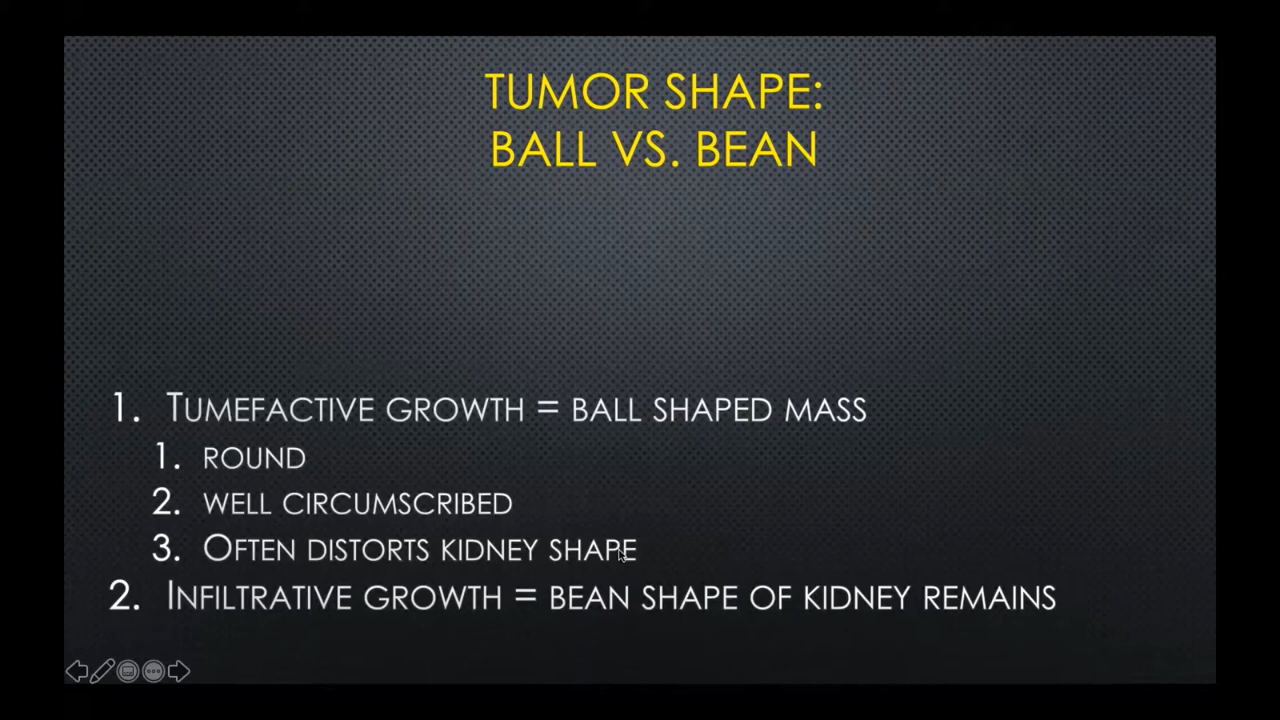 TUMOR SHAPE:
BALL VS. BEAN
1. TUMEFACTIVE GROWTH = BALL SHAPED MASS
1. ROUND
2. WELL CIRCUMSCRIBED
3. OFTEN DISTORTS KIDNEY SHAPE
2. INFILTRATIVE GROWTH = BEAN SHAPE OF KIDNEY REMAINS